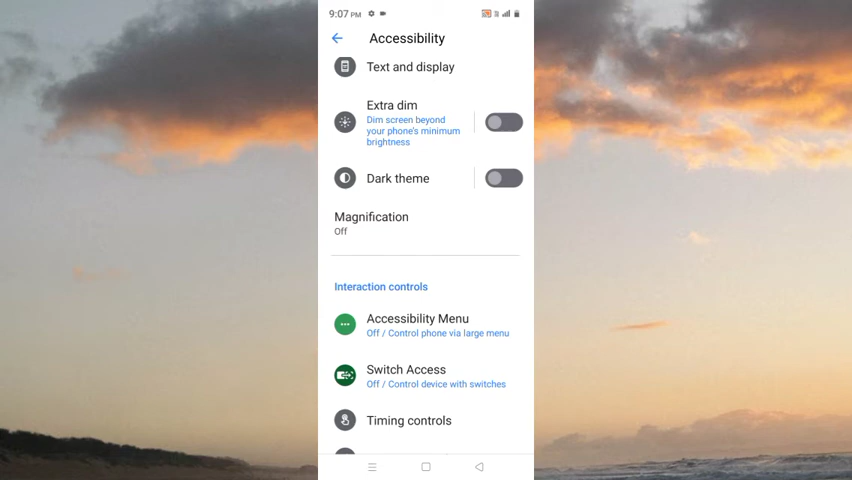 9:07 PM
Accessibility
Text and display
Extra dim
Dim screen beyond
your phone's minimum
brightness
Dark theme
Magnification
Off
Interaction controls
Accessibility Menu
Off / Control phone via large menu
Switch Access
Off / Control device with switches
Timing controls